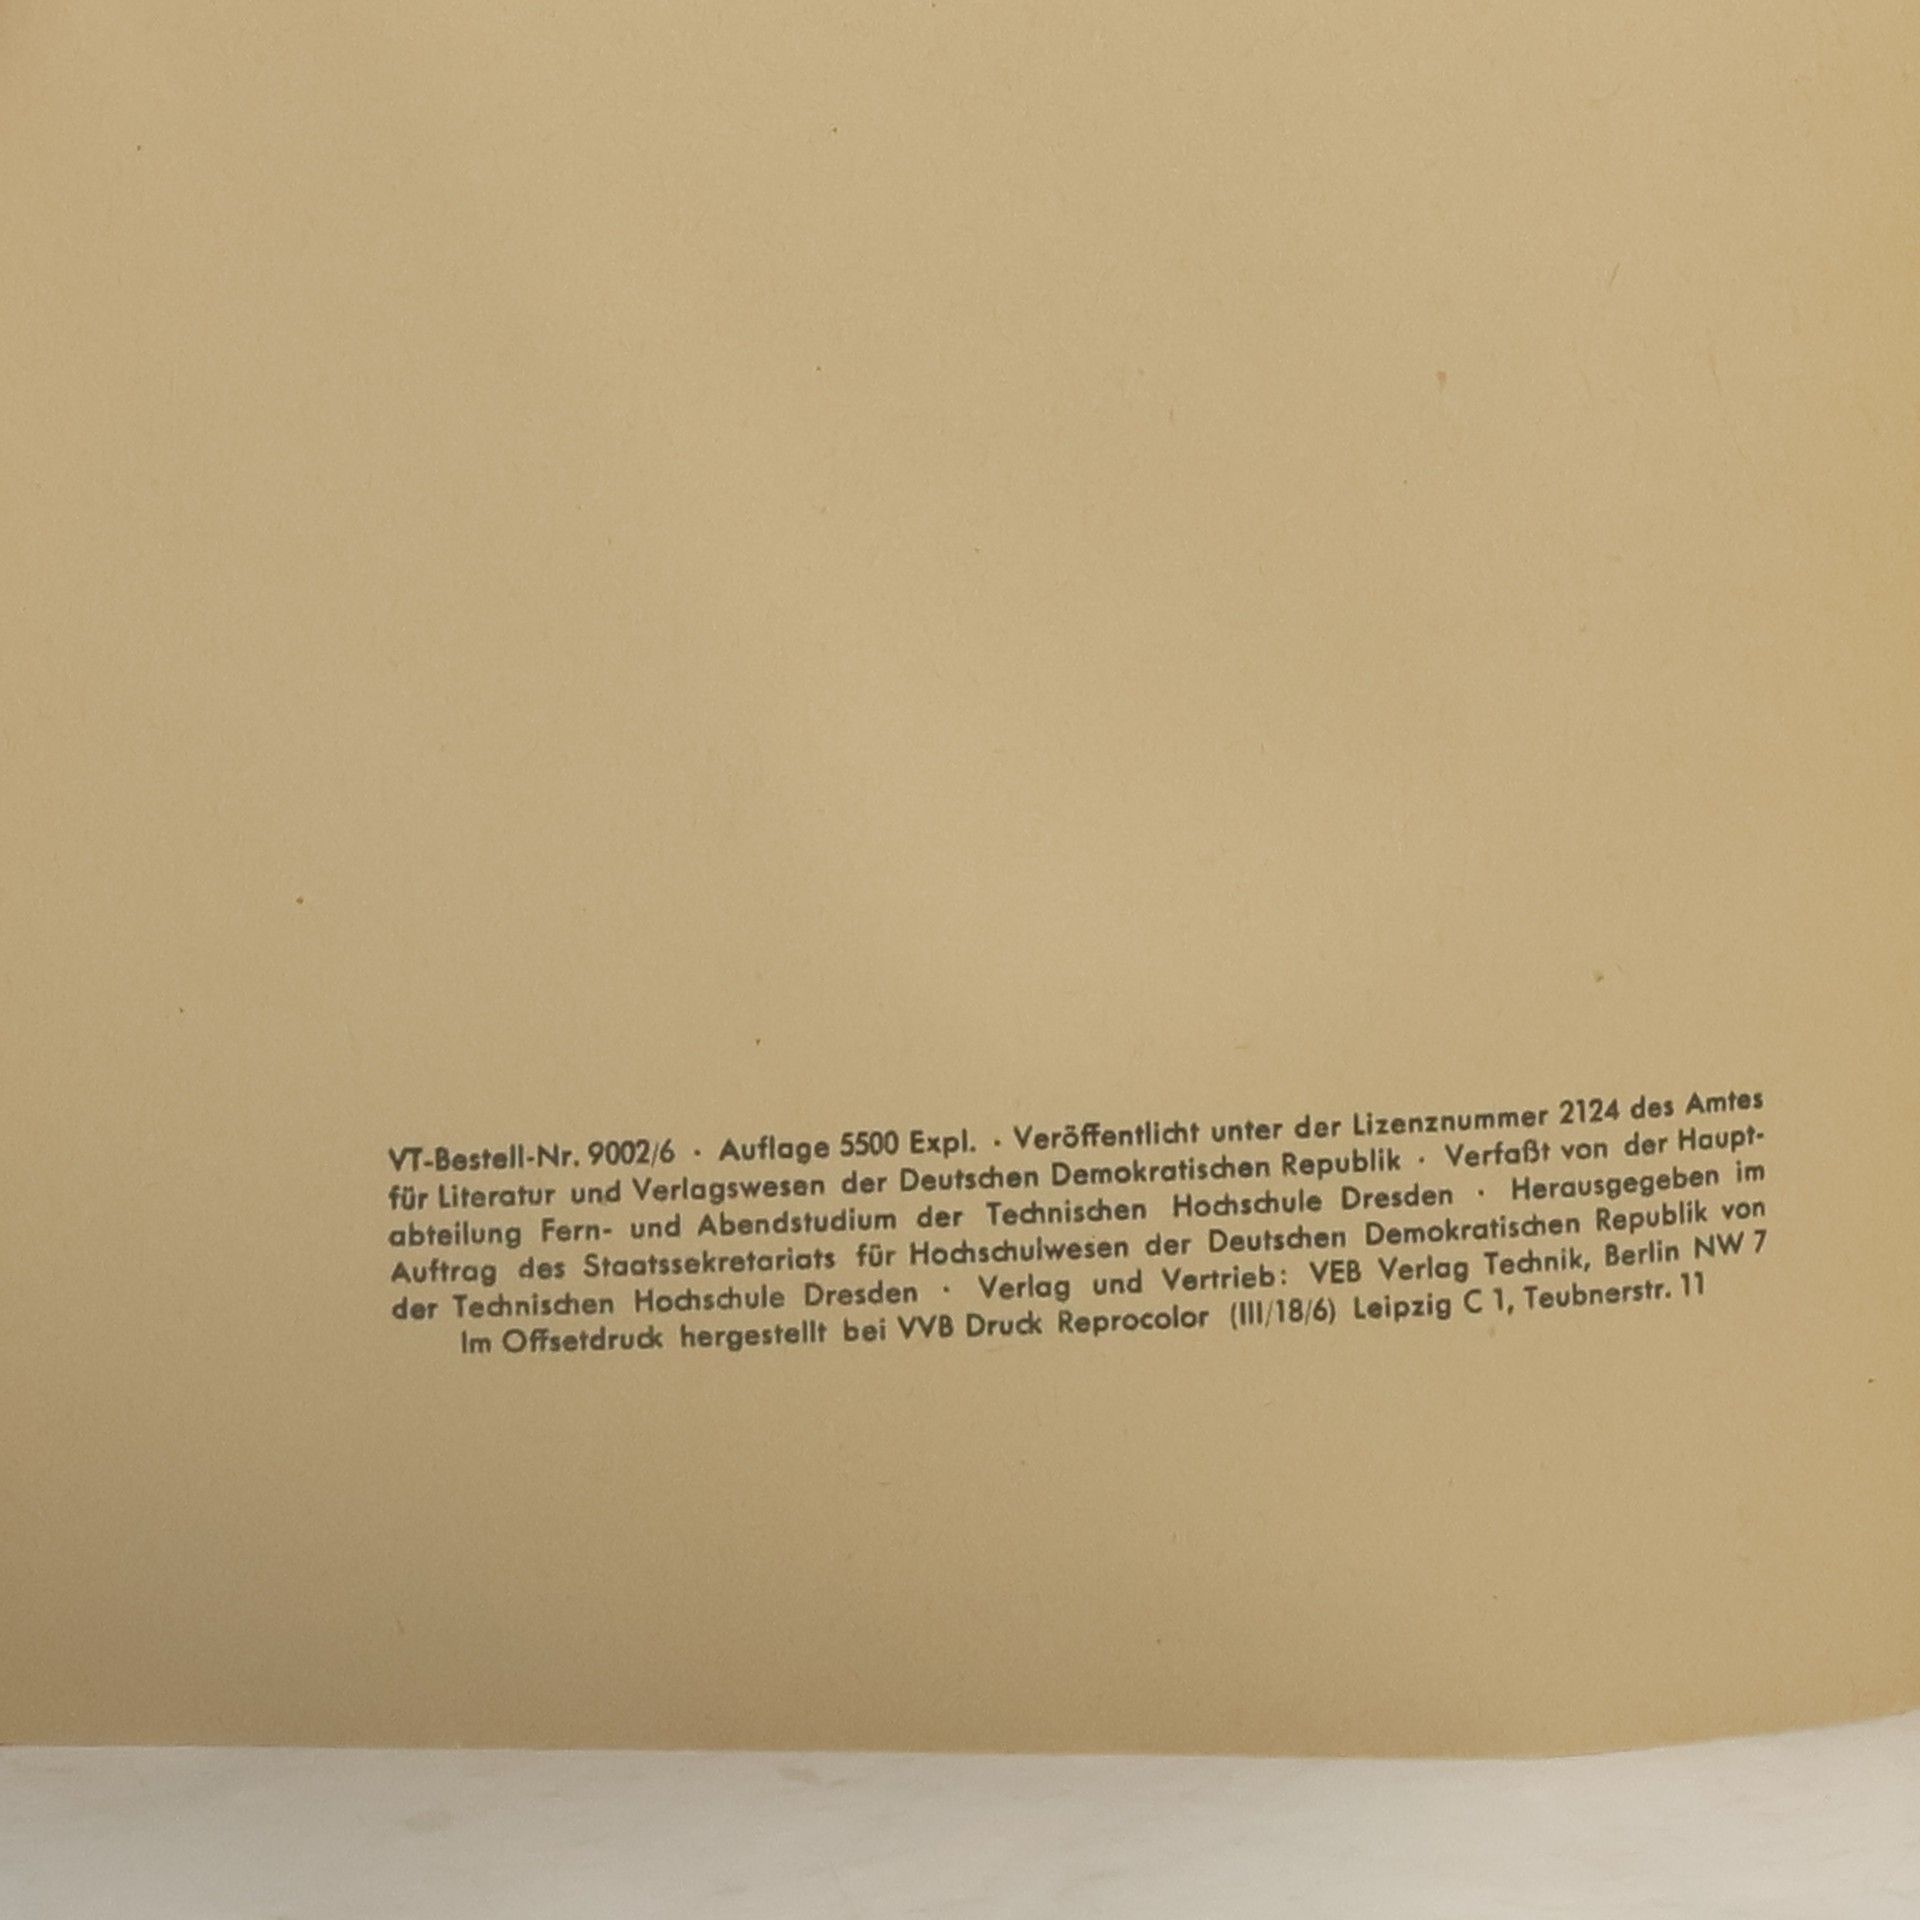 VT-Bestell-Nr. 9002/6 · Auflage 5500 Expl. · Veröffentlicht unter der Lizenznummer 2124 des Amtes
für Literatur und Verlagswesen der Deutschen Demokratischen Republik · Verfaßt von der Haupt-
abteilung Fern- und Abendstudium der Technischen Hochschule Dresden · Herausgegeben im
Auftrag des Staatssekretariats für Hochschulwesen der Deutschen Demokratischen Republik von
der Technischen Hochschule Dresden · Verlag und Vertrieb: VEB Verlag Technik, Berlin NW 7
Im Offsetdruck hergestellt bei VVB Druck Reprocolor (III/18/6) Leipzig C 1, Teubnerstr. 11